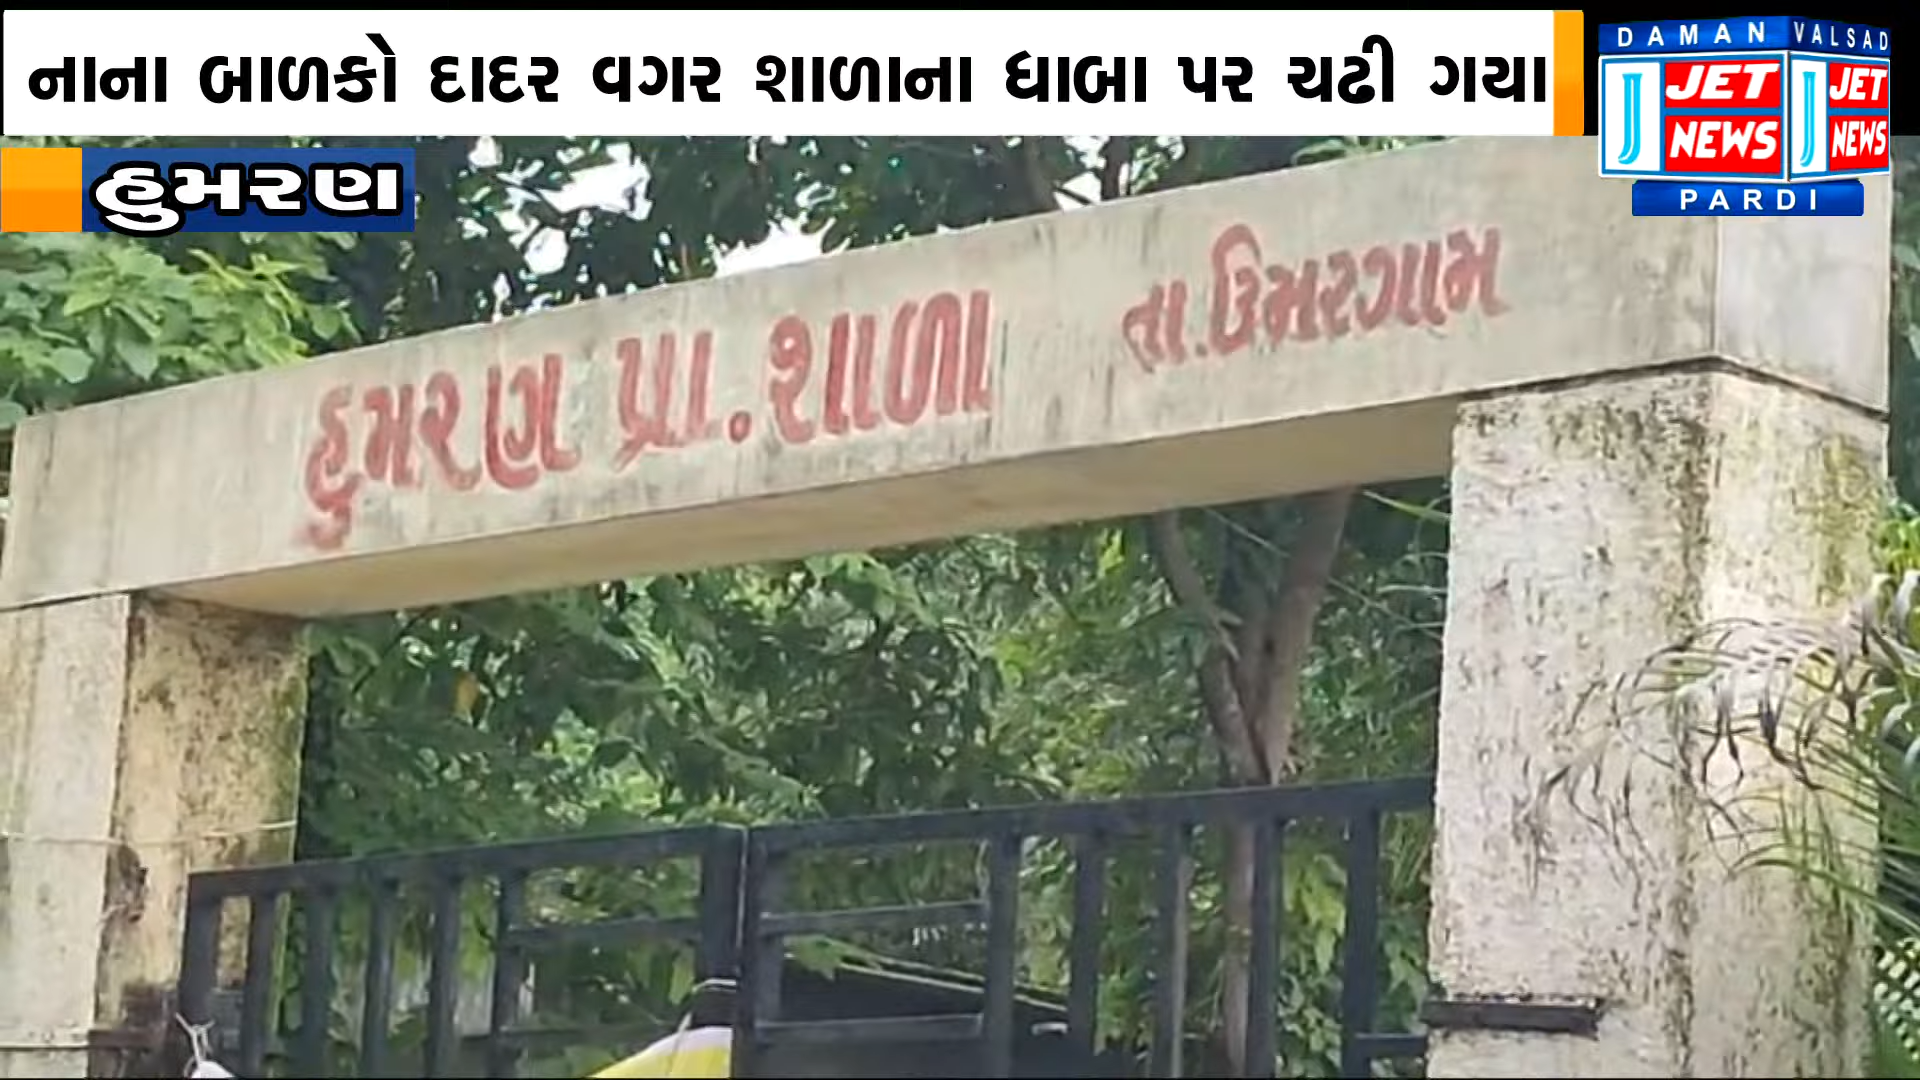 નાના બાળકો દાદર વગર શાળાના ધાબા પર ચઢી ગયા
DAMAN VALSAD
JET NEWS JET NEWS
PARDI
હુમરણ
હુમરણ પ્રા.શાળા તા.ઉમરગામ